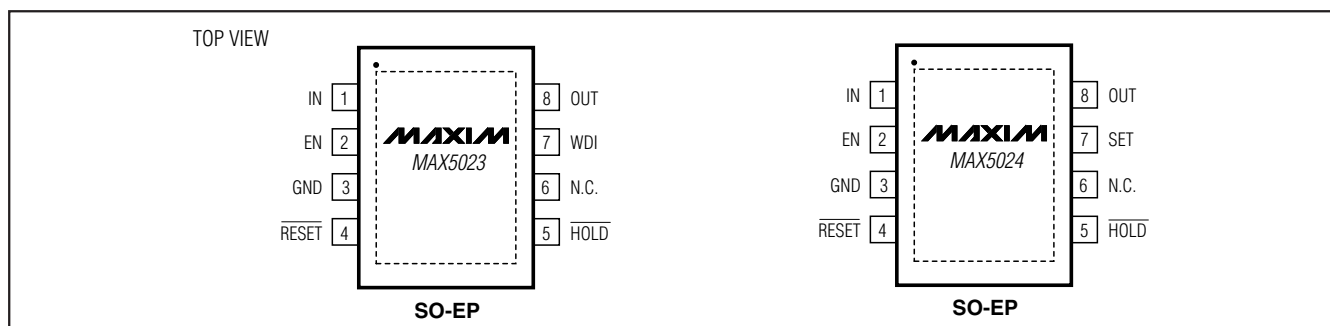 TOP VIEW
IN 1
EN 2
GND 3
RESET 4
8 OUT
7 WDI
6 N.C.
5 HOLD
MAXIM
MAX5023
SO-EP
IN 1
EN 2
GND 3
RESET 4
8 OUT
7 SET
6 N.C.
5 HOLD
MAXIM
MAX5024
SO-EP